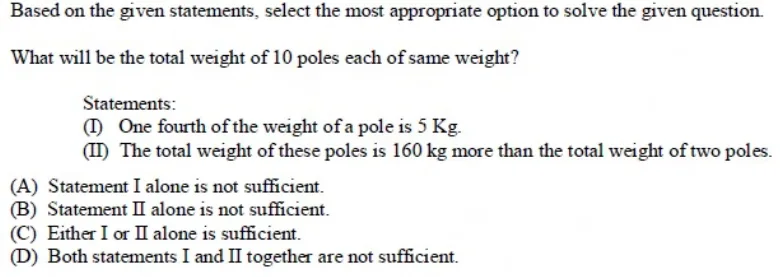 Based on the given statements, select the most appropriate option to solve the given question.
What will be the total weight of 10 poles each of same weight?
Statements:
(I) One fourth of the weight of a pole is 5 Kg.
(II) The total weight of these poles is 160 kg more than the total weight of two poles.
(A) Statement I alone is not sufficient.
(B) Statement II alone is not sufficient.
(C) Either I or II alone is sufficient.
(D) Both statements I and II together are not sufficient.